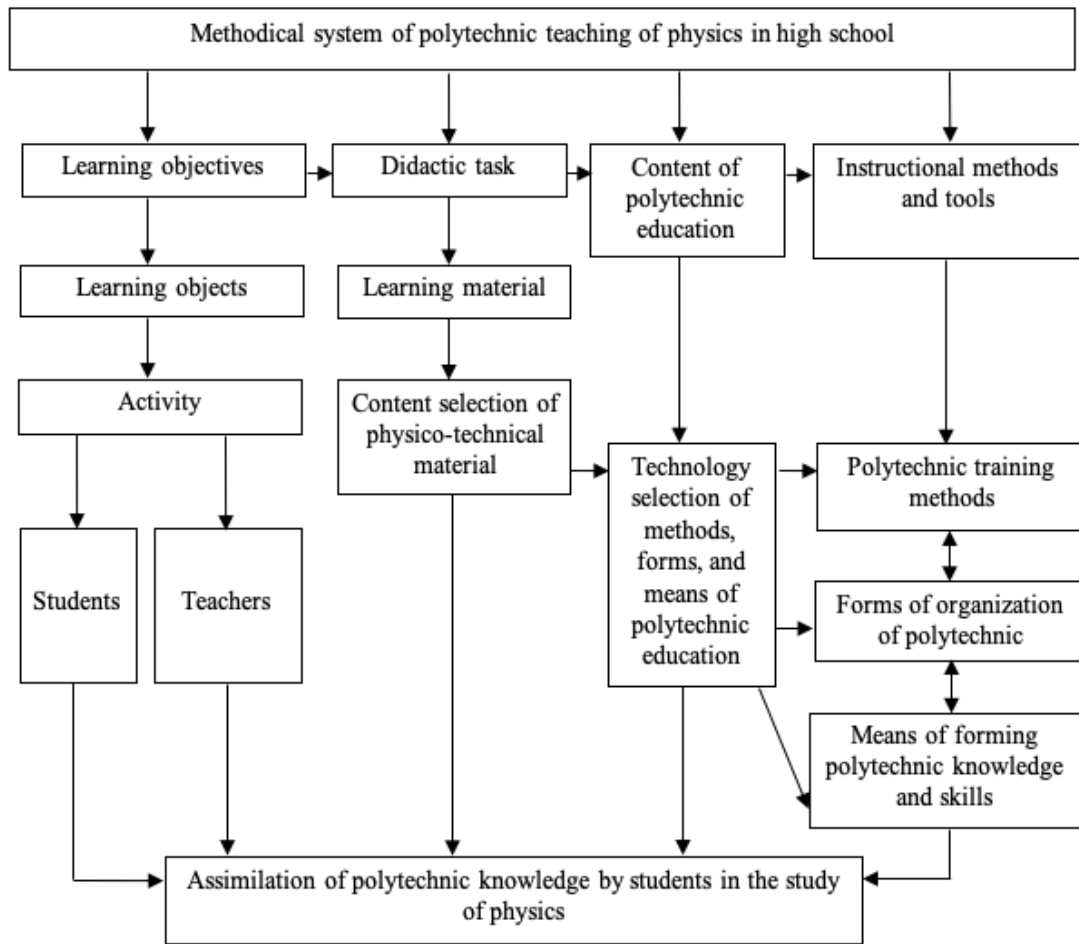 Methodical system of polytechnic teaching of physics in high school
Learning objectives
Didactic task
Content of
polytechnic
education
Instructional methods
and tools
Learning objects
Learning material
Activity
Content selection of
physico-technical
material
Technology
selection of
methods,
forms, and
means of
polytechnic
education
Polytechnic training
methods
Students
Teachers
Forms of organization
of polytechnic
Means of forming
polytechnic knowledge
and skills
Assimilation of polytechnic knowledge by students in the study
of physics